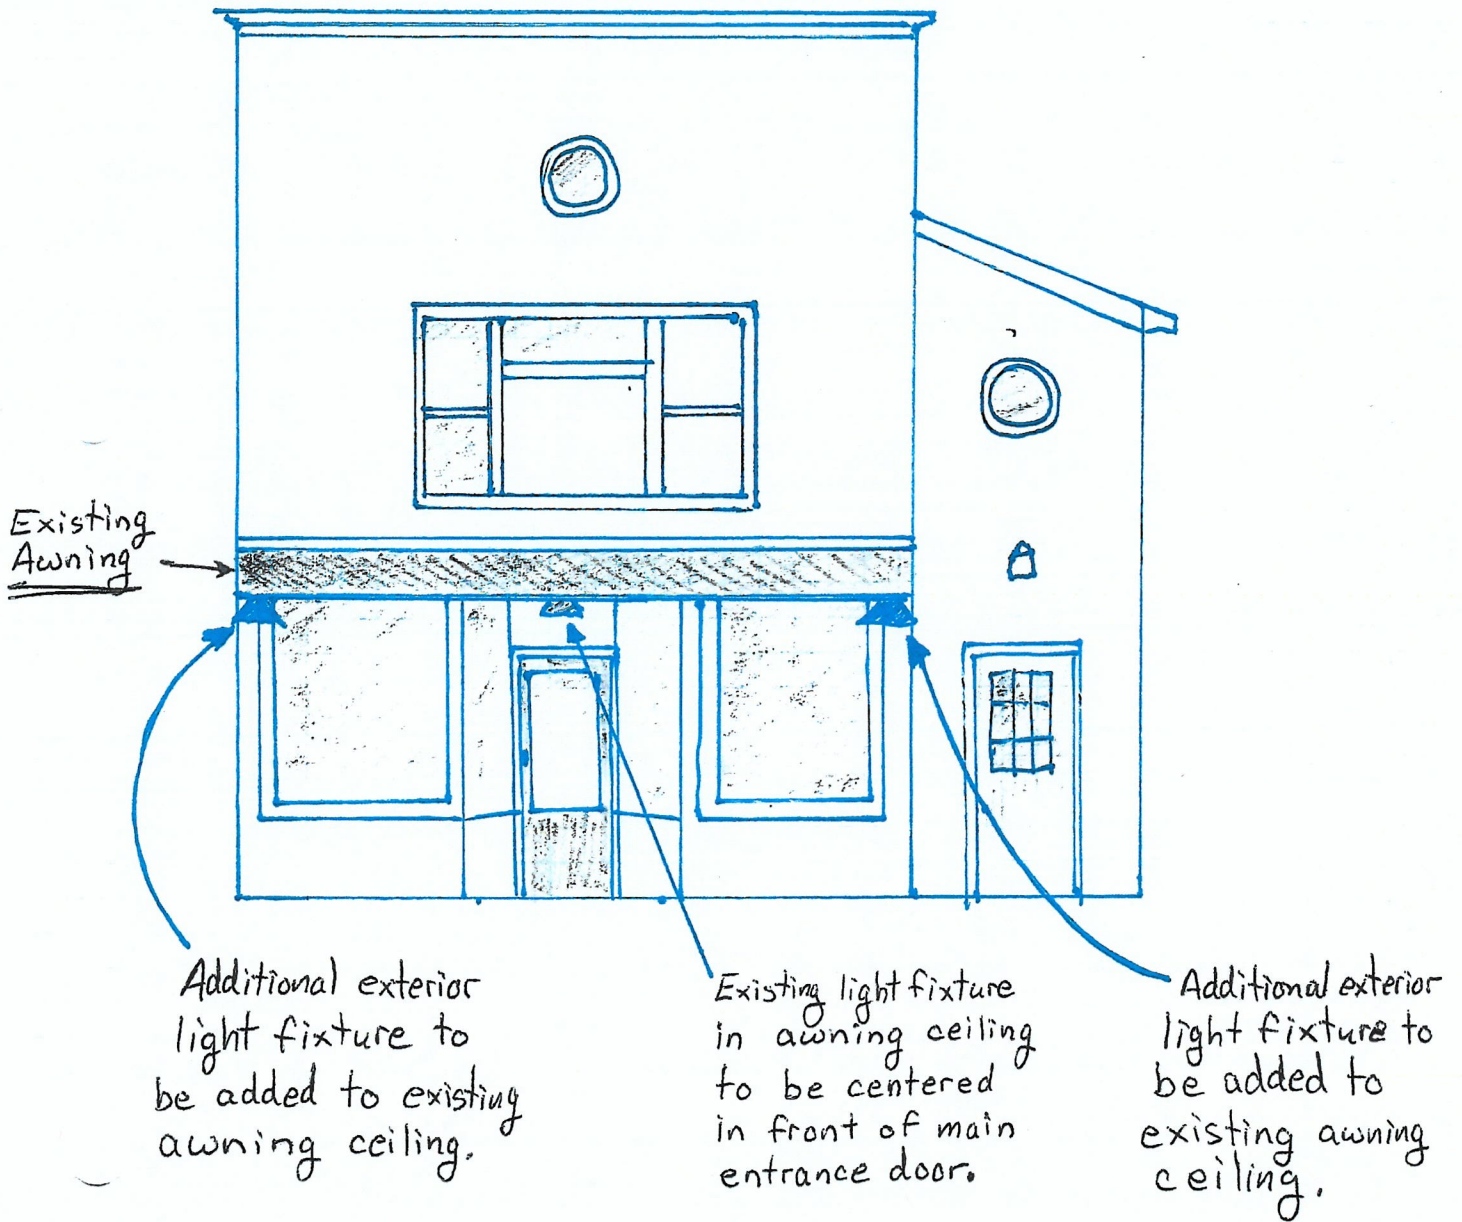 Existing
Awning
Additional exterior
light fixture to
be added to existing
awning ceiling.
Existing light fixture
in awning ceiling
to be centered
in front of main
entrance door.
Additional exterior
light fixture to
be added to
existing awning
ceiling.